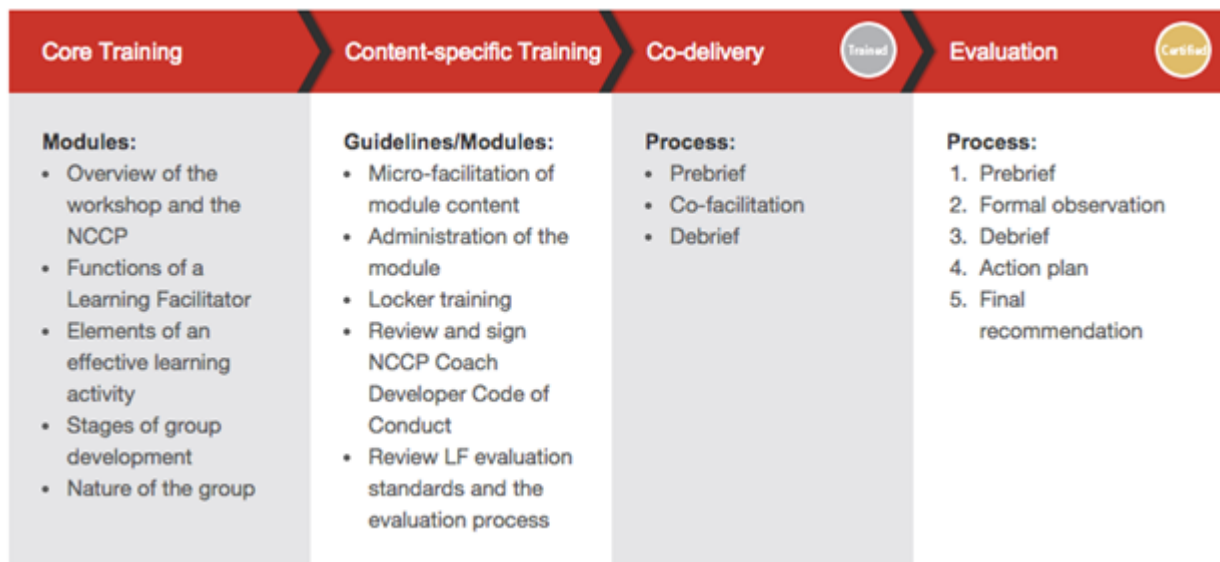 Core Training
Content-specific Training
Co-delivery
Trained
Evaluation
Certified
Modules:
• Overview of the
workshop and the
NCCP
• Functions of a
Learning Facilitator
• Elements of an
effective learning
activity
• Stages of group
development
• Nature of the group
Guidelines/Modules:
• Micro-facilitation of
module content
• Administration of the
module
• Locker training
• Review and sign
NCCP Coach
Developer Code of
Conduct
• Review LF evaluation
standards and the
evaluation process
Process:
• Prebrief
• Co-facilitation
• Debrief
Process:
1. Prebrief
2. Formal observation
3. Debrief
4. Action plan
5. Final
recommendation